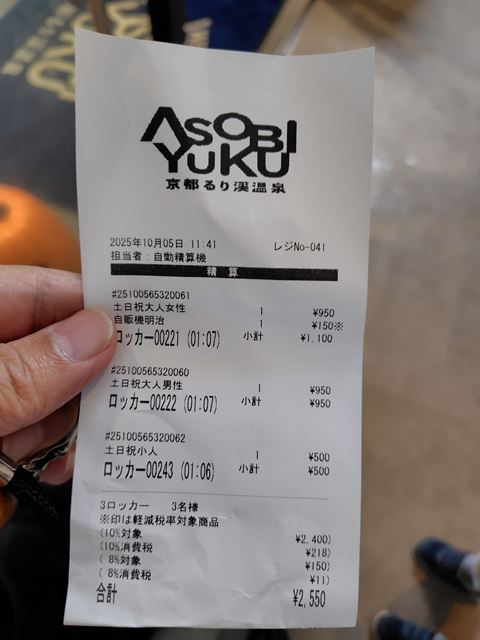 ASOBI
YUKU
京都るり渓温泉
2025年10月05日 11:41 レジNo-041
担当者:自動精算機
精算
#25100565320061
土日祝大人女性 1 ¥950
自販機明治 1 ¥150※
ロッカー00221 (01:07) 小計 ¥1,100
#25100565320060
土日祝大人男性 1 ¥950
ロッカー00222 (01:07) 小計 ¥950
#25100565320062
土日祝小人 1 ¥500
ロッカー00243 (01:06) 小計 ¥500
3ロッカー 3名様
※印は軽減税率対象商品
(10%対象 ¥2,400)
(10%消費税 ¥218)
( 8%対象 ¥150)
( 8%消費税 ¥11)
合計 ¥2,550